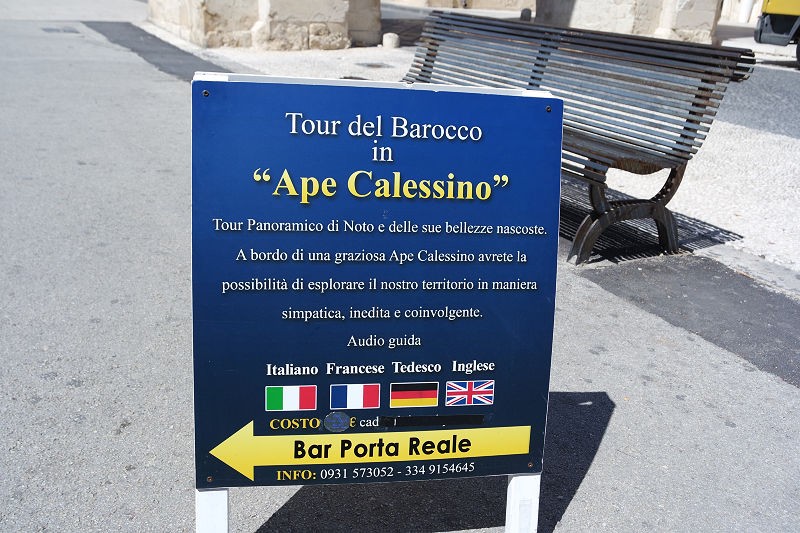 Tour del Barocco
in
“Ape Calessino”
Tour Panoramico di Noto e delle sue bellezze nascoste.
A bordo di una graziosa Ape Calessino avrete la
possibilità di esplorare il nostro territorio in maniera
simpatica, inedita e coinvolgente.
Audio guida
Italiano Francese Tedesco Inglese
COSTO € cad
Bar Porta Reale
INFO: 0931 573052 - 334 9154645